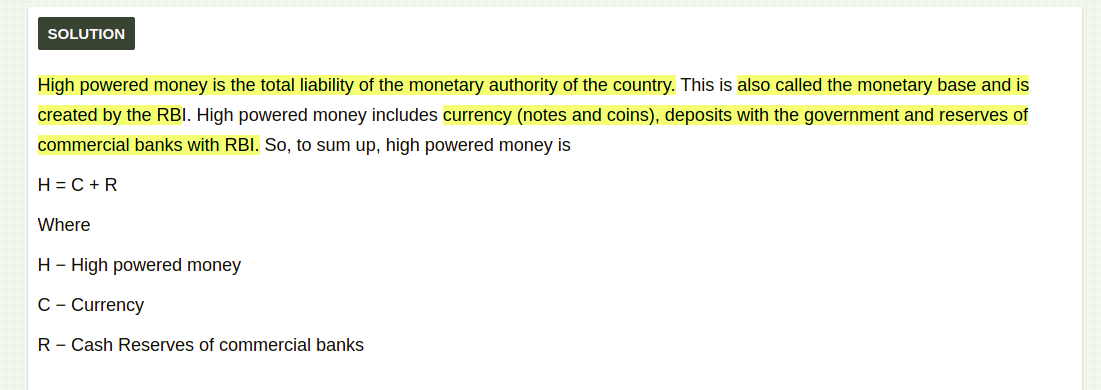 SOLUTION
High powered money is the total liability of the monetary authority of the country. This is also called the monetary base and is
created by the RBI. High powered money includes currency (notes and coins), deposits with the government and reserves of
commercial banks with RBI. So, to sum up, high powered money is
H = C + R
Where
H − High powered money
C − Currency
R − Cash Reserves of commercial banks